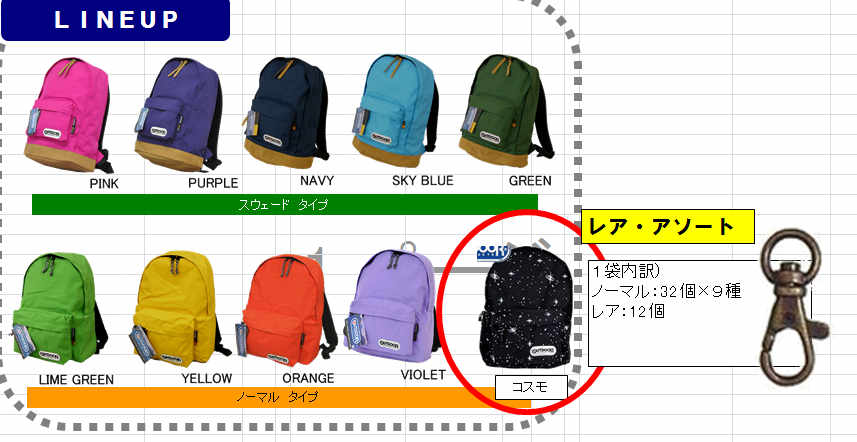 ＬＩＮＥＵＰ
PINK
PURPLE
NAVY
SKY BLUE
GREEN
スウェード タイプ
レア・アソート
１袋内訳）
ノーマル：32個×９種
レア：12個
LIME GREEN
YELLOW
ORANGE
VIOLET
コスモ
ノーマル タイプ